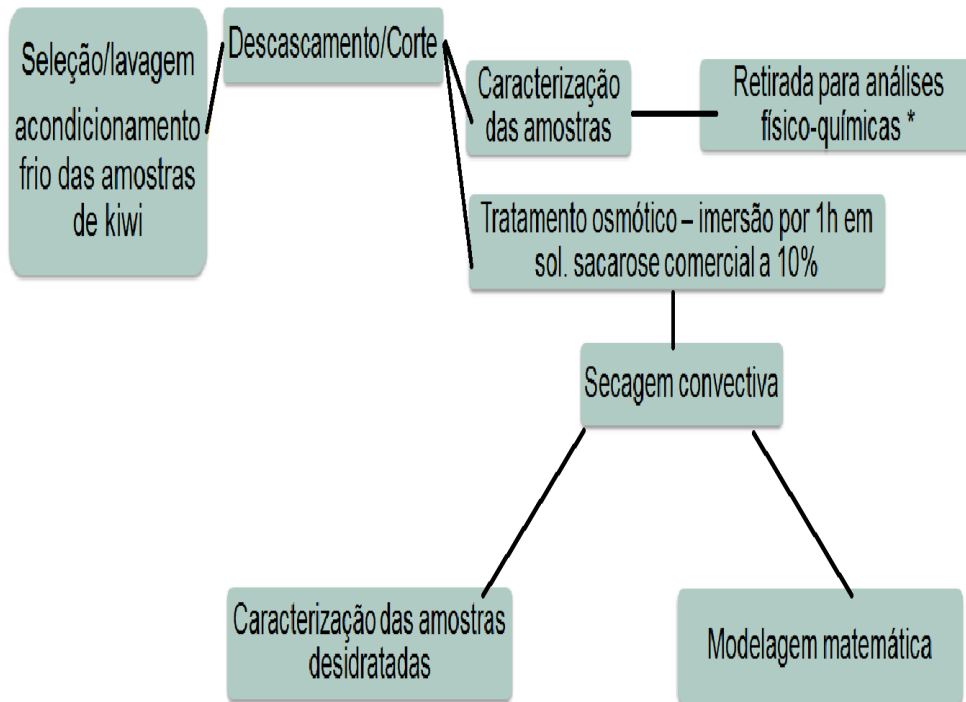 Seleção/lavagem
acondicionamento
frio das amostras
de kiwi
Descascamento/Corte
Caracterização
das amostras
Retirada para análises
físico-químicas *
Tratamento osmótico – imersão por 1h em
sol. sacarose comercial a 10%
Secagem convectiva
Caracterização das amostras
desidratadas
Modelagem matemática